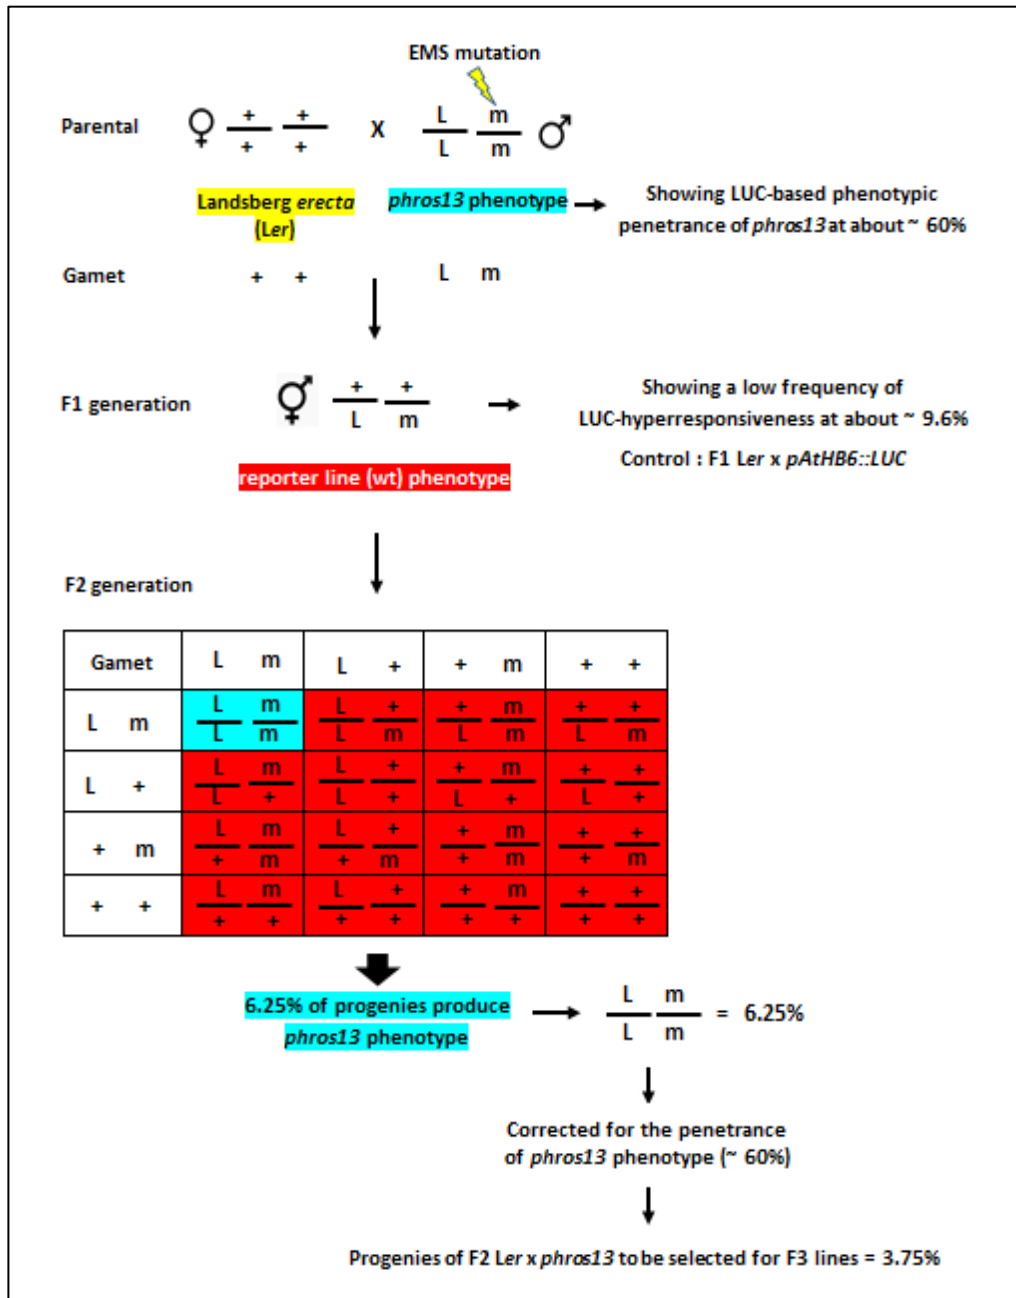 EMS mutation
Parental
+ +
+ +
X
L m
L m
Landsberg erecta
(Ler)
phros13 phenotype
Showing LUC-based phenotypic
penetrance of phros13 at about ~ 60%
Gamet
+ +
L m
F1 generation
+ +
L m
Showing a low frequency of
LUC-hyperresponsiveness at about ~ 9.6%
Control : F1 Ler x pAtHB6::LUC
reporter line (wt) phenotype
F2 generation
Gamet L m L + + m + +
L m
L m L + + m + +
L m L m L m L m
L +
L m L + + m + +
L + L + L + L +
+ m
L m L + + m + +
+ m + m + m + m
+ +
L m L + + m + +
+ + + + + + + +
6.25% of progenies produce
phros13 phenotype
L m
L m
= 6.25%
Corrected for the penetrance
of phros13 phenotype (~ 60%)
Progenies of F2 Ler x phros13 to be selected for F3 lines = 3.75%